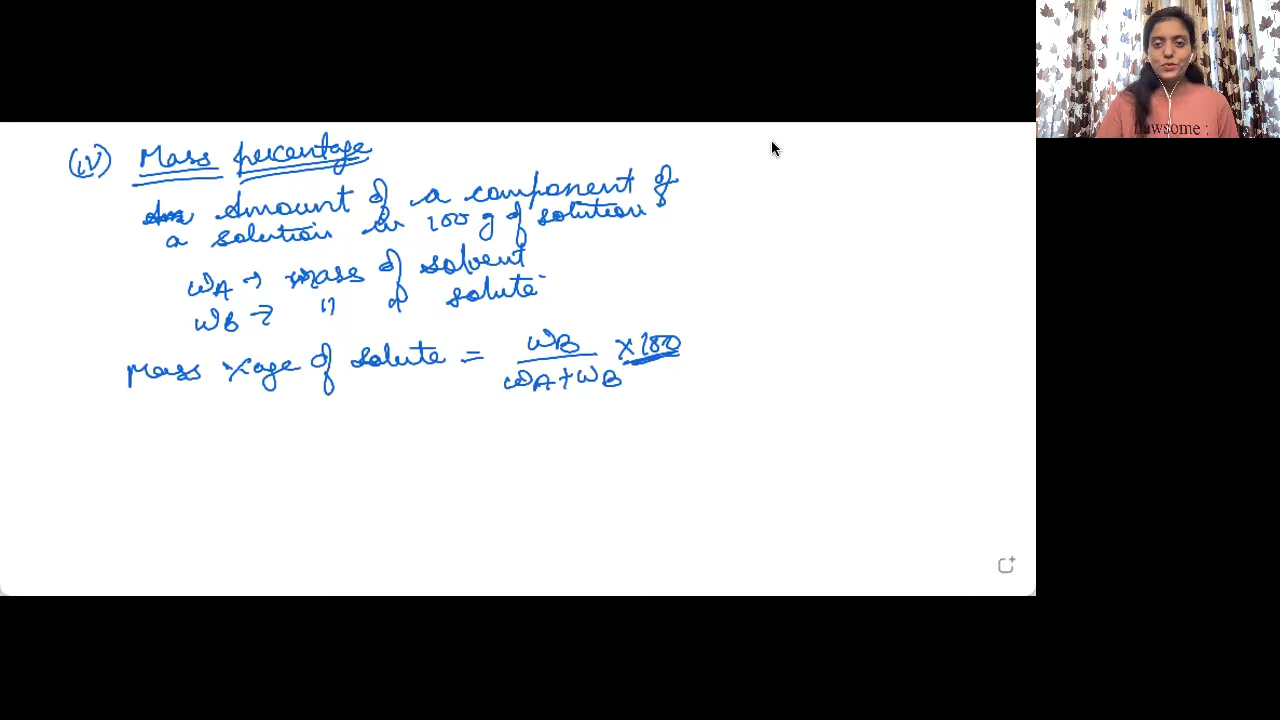 (iv) Mass percentage
Amount of a component of
a solution in 100 g of solution
wA → mass of solvent
wB → " of solute
Mass %age of solute = wB / wA + wB × 100
flawsome :